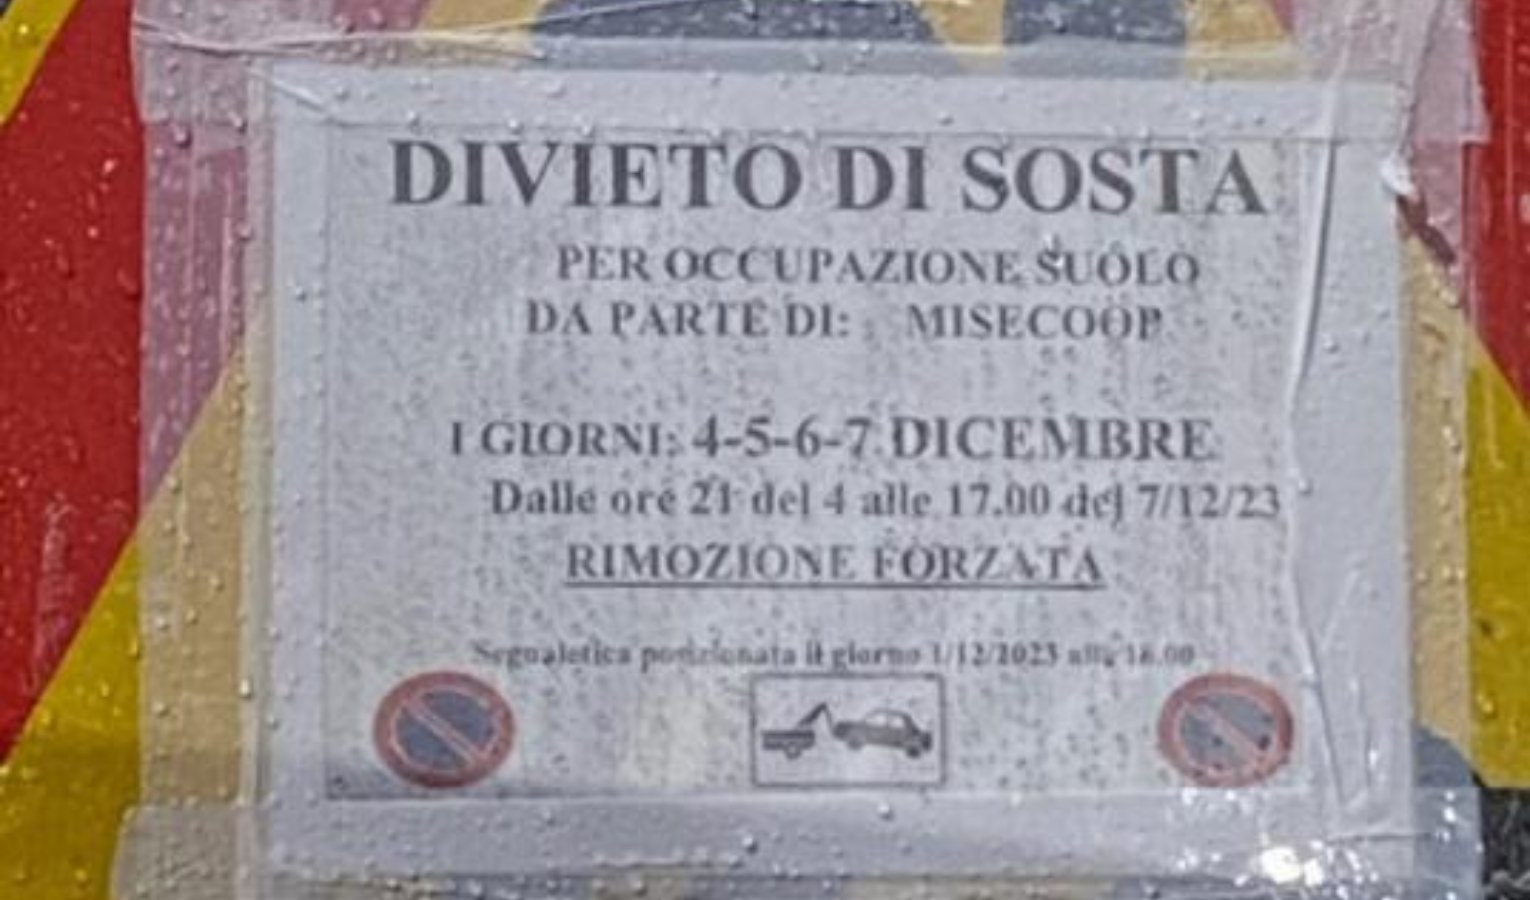 DIVIETO DI SOSTA
PER OCCUPAZIONE SUOLO
DA PARTE DI: MISECOOP
I GIORNI: 4-5-6-7 DICEMBRE
Dalle ore 21 del 4 alle 17.00 del 7/12/23
RIMOZIONE FORZATA
Segnaletica posizionata il giorno 1/12/2023 alle 16.00